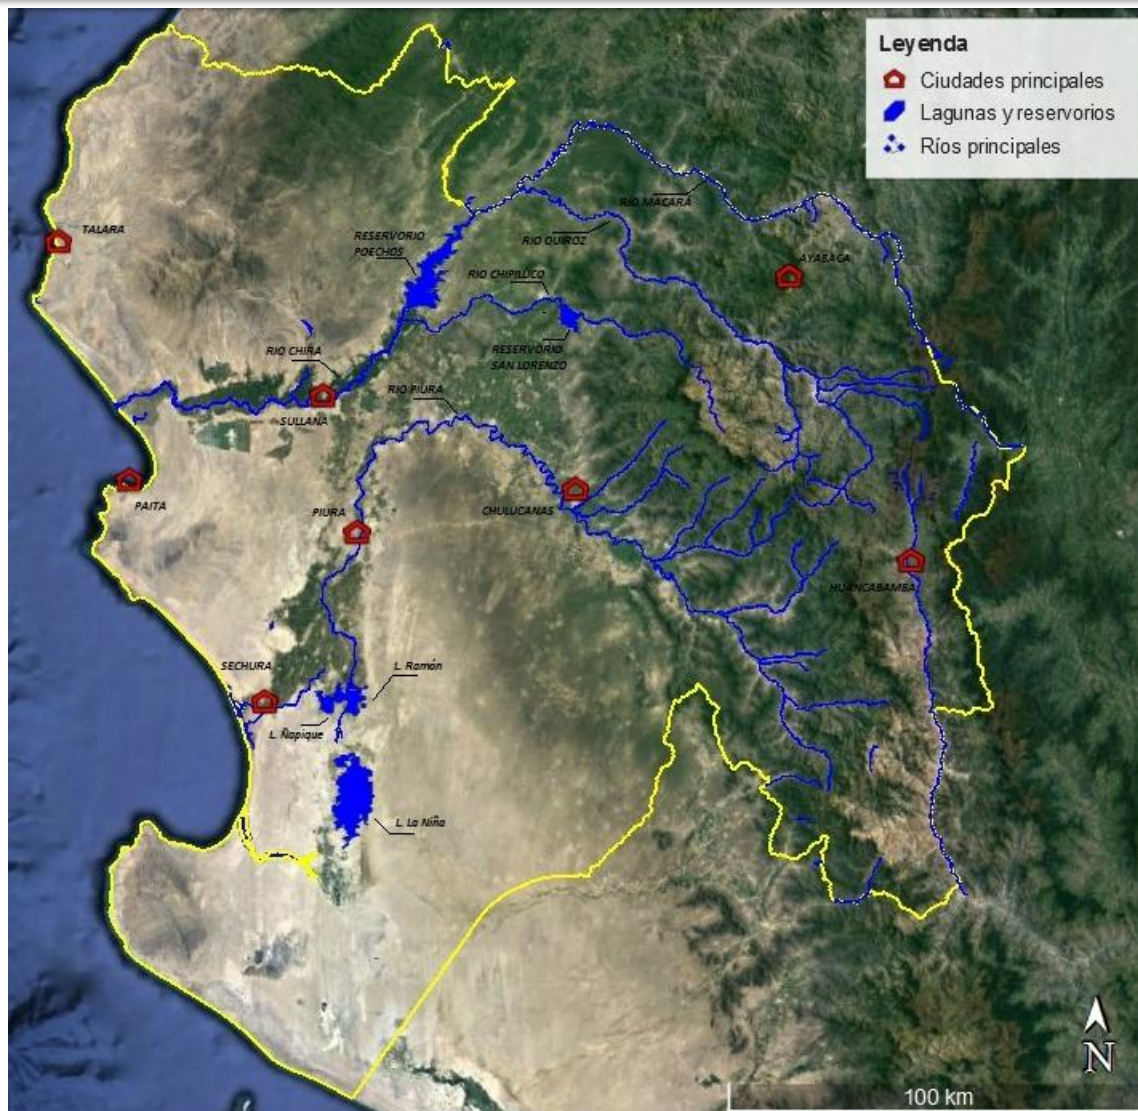 Leyenda
Ciudades principales
Lagunas y reservorios
Ríos principales
TALARA
RESERVORIO
POECHOS
RIO MACARÁ
RIO QUIROZ
AYABACA
RIO CHIPILLICO
RESERVORIO
SAN LORENZO
RIO CHIRA
RIO PIURA
SULLANA
PAITA
PIURA
CHULUCANAS
HUANCABAMBA
SECHURA
L. Ramón
L. Ñapique
L. La Niña
N
100 km